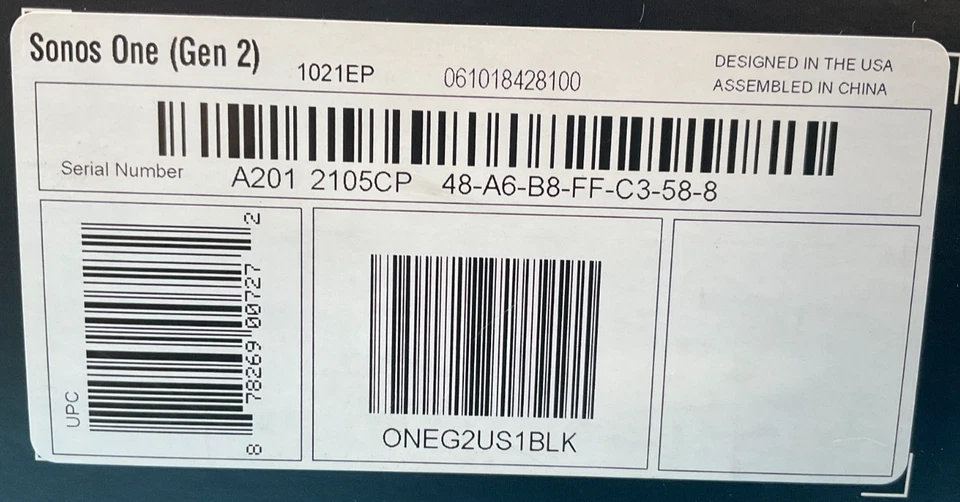 Sonos One (Gen 2)
1021EP 061018428100
DESIGNED IN THE USA
ASSEMBLED IN CHINA
Serial Number A201 2105CP 48-A6-B8-FF-C3-58-8
UPC
8 78269 00727 2
ONEG2US1BLK